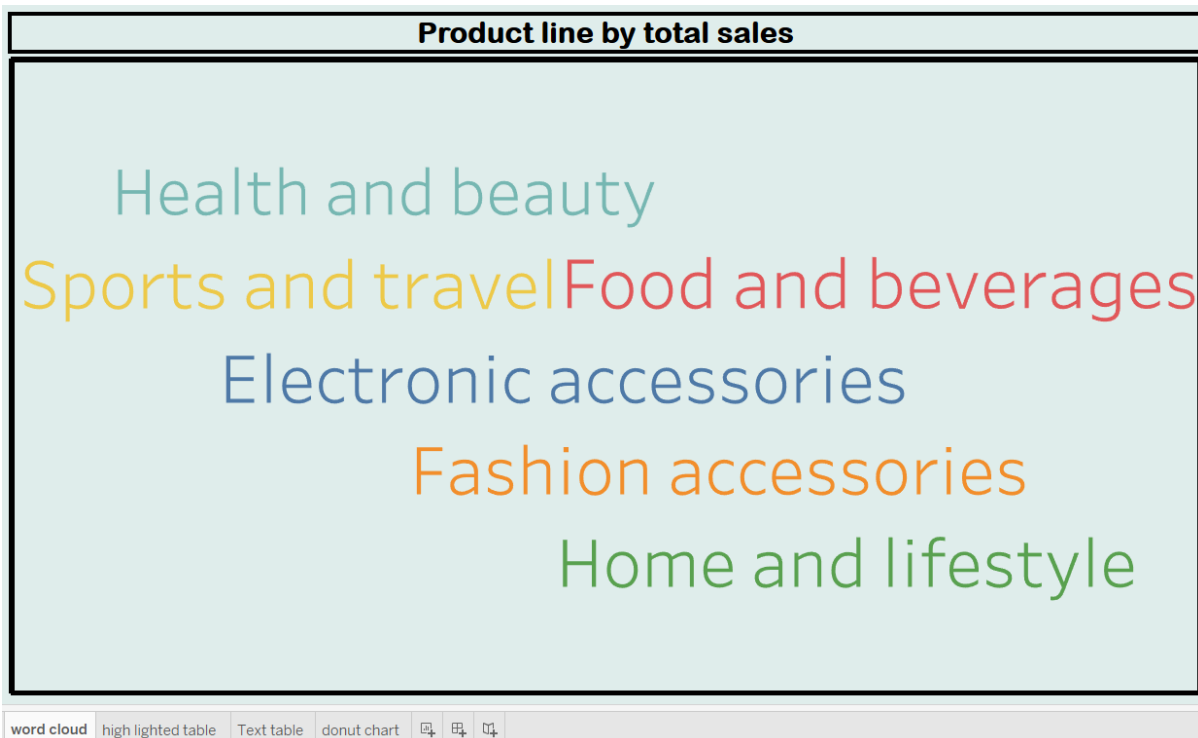 Product line by total sales
Health and beauty
Sports and travel Food and beverages
Electronic accessories
Fashion accessories
Home and lifestyle
word cloud high lighted table Text table donut chart